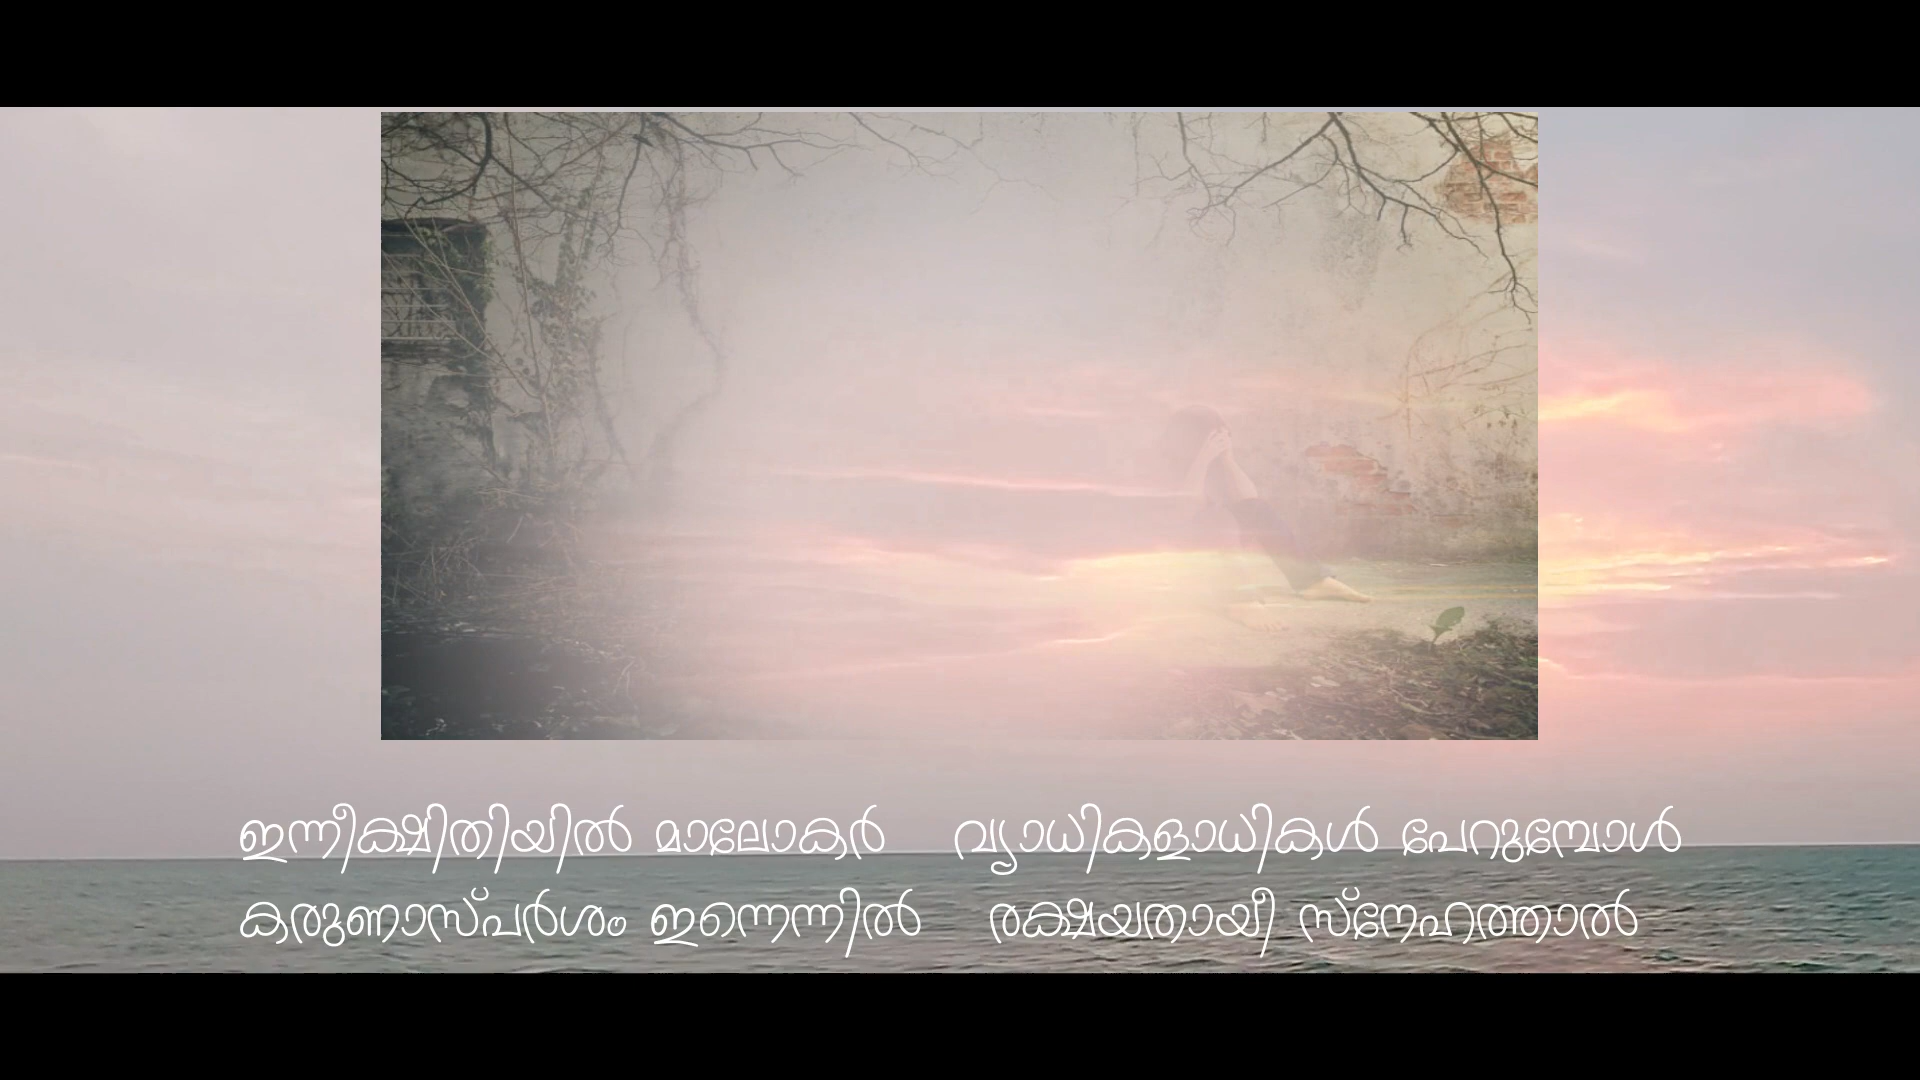 ഇന്നീക്ഷിതിയിൽ മാലോകർ വ്യാധികളാധികൾ പേറുമ്പോൾ
കരുണാസ്പർശം ഇന്നെന്നിൽ രക്ഷയതായീ സ്നേഹത്താൽ